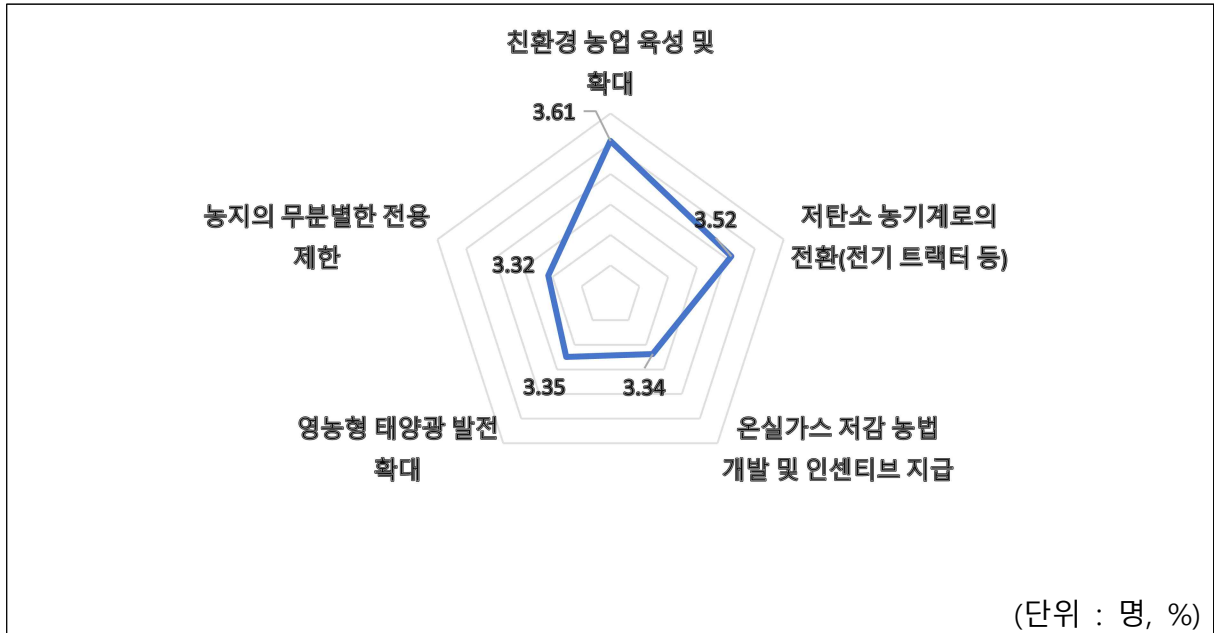 친환경 농업 육성 및
확대
3.61
농지의 무분별한 전용
제한
3.52
저탄소 농기계로의
전환(전기 트랙터 등)
3.32
3.35
3.34
영농형 태양광 발전
확대
온실가스 저감 농법
개발 및 인센티브 지급
(단위 : 명, %)